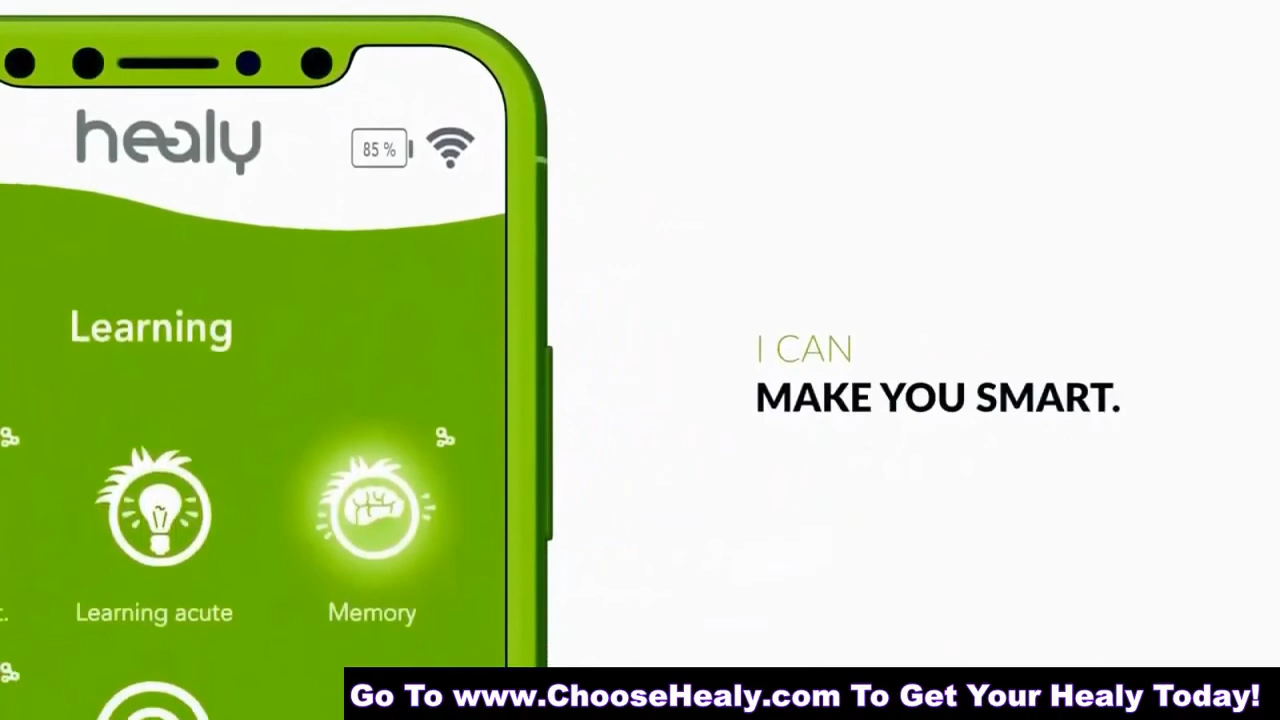 healy
85 %
Learning
I CAN
MAKE YOU SMART.
Learning acute
Memory
Go To www.ChooseHealy.com To Get Your Healy Today!